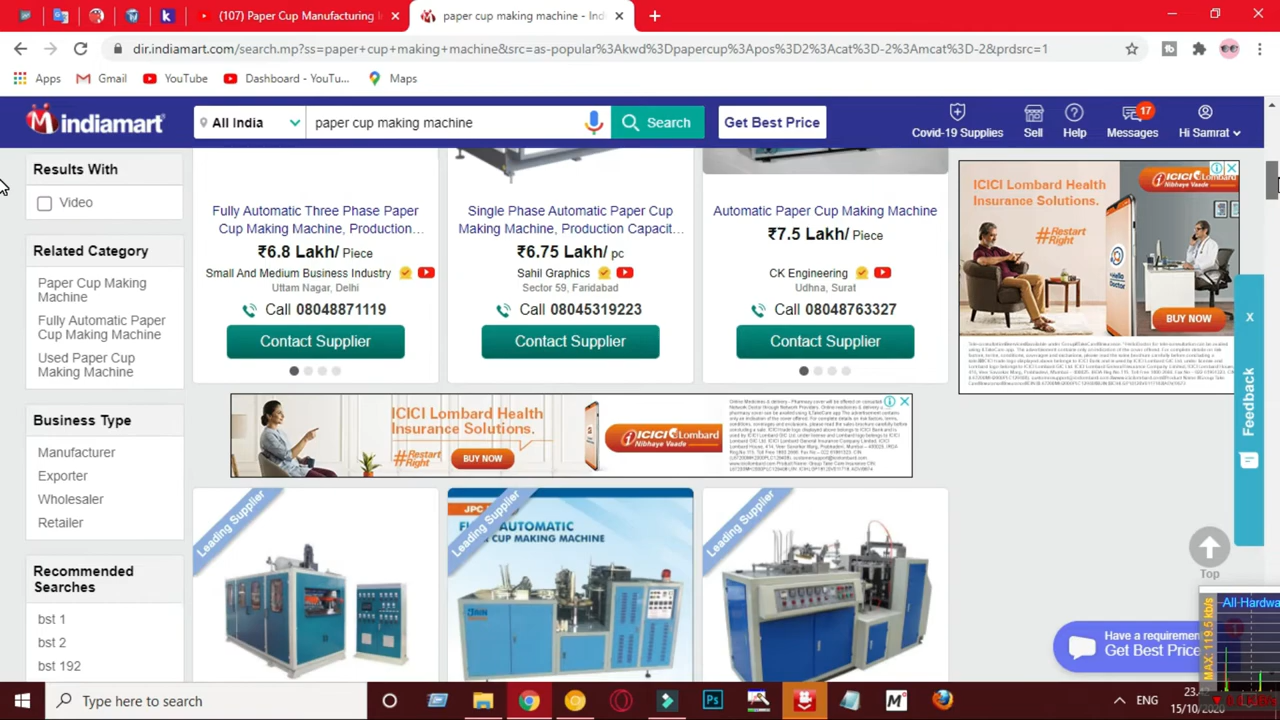 (107) Paper Cup Manufacturing I
paper cup making machine - Indi
dir.indiamart.com/search.mp?ss=paper+cup+making+machine&src=as-popular%3Akwd%3Dpapercup%3Apos%3D2%3Acat%3D-2%3Amcat%3D-2&prdsrc=1
Apps
Gmail
YouTube
Dashboard - YouTu...
Maps
indiamart
All India
paper cup making machine
Search
Get Best Price
Covid-19 Supplies
Sell
Help
17
Messages
Hi Samrat
Results With
Video
Related Category
Paper Cup Making
Machine
Fully Automatic Paper
Cup Making Machine
Used Paper Cup
Making Machine
Business Type
Manufacturer
Exporter
Wholesaler
Retailer
Recommended
Searches
bst 1
bst 2
bst 192
Fully Automatic Three Phase Paper
Cup Making Machine, Production...
₹6.8 Lakh/ Piece
Small And Medium Business Industry
Uttam Nagar, Delhi
Call 08048871119
Contact Supplier
Single Phase Automatic Paper Cup
Making Machine, Production Capacit...
₹6.75 Lakh/ pc
Sahil Graphics
Sector 59, Faridabad
Call 08045319223
Contact Supplier
Automatic Paper Cup Making Machine
₹7.5 Lakh/ Piece
CK Engineering
Udhna, Surat
Call 08048763327
Contact Supplier
ICICI Lombard Health
Insurance Solutions.
#Restart
Right
ICICI Lombard
Nibhaye Vaade
BUY NOW
ICICI Lombard Health
Insurance Solutions.
#Restart
Right
BUY NOW
ICICI Lombard
Nibhaye Vaade
Leading Supplier
Leading Supplier
JPC
AUTOMATIC
CUP MAKING MACHINE
Leading Supplier
x
Feedback
Top
Have a requiremen
Get Best Price
All-Hardwa
MAX: 119.5 kb/s
Type here to search
ENG
15/10/2020